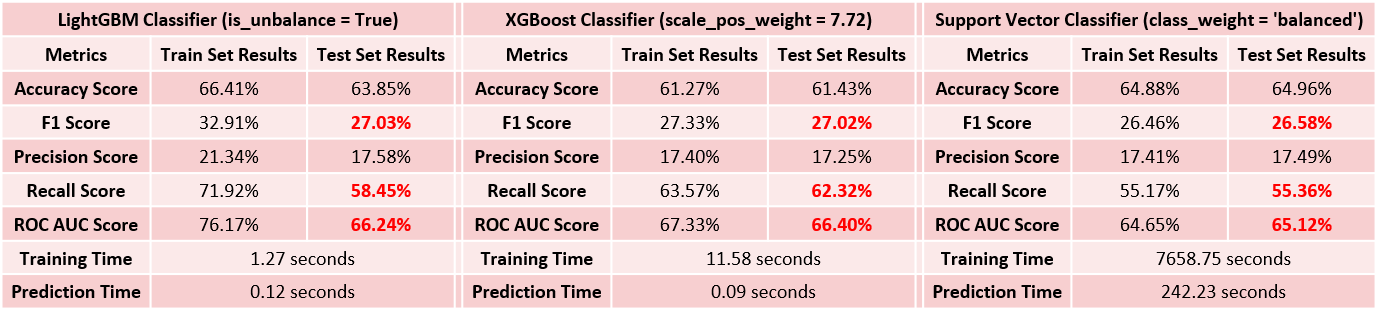 LightGBM Classifier (is_unbalance = True) XGBoost Classifier (scale_pos_weight = 7.72) Support Vector Classifier (class_weight = 'balanced')
Metrics Train Set Results Test Set Results Metrics Train Set Results Test Set Results Metrics Train Set Results Test Set Results
Accuracy Score 66.41% 63.85% Accuracy Score 61.27% 61.43% Accuracy Score 64.88% 64.96%
F1 Score 32.91% 27.03% F1 Score 27.33% 27.02% F1 Score 26.46% 26.58%
Precision Score 21.34% 17.58% Precision Score 17.40% 17.25% Precision Score 17.41% 17.49%
Recall Score 71.92% 58.45% Recall Score 63.57% 62.32% Recall Score 55.17% 55.36%
ROC AUC Score 76.17% 66.24% ROC AUC Score 67.33% 66.40% ROC AUC Score 64.65% 65.12%
Training Time 1.27 seconds Training Time 11.58 seconds Training Time 7658.75 seconds
Prediction Time 0.12 seconds Prediction Time 0.09 seconds Prediction Time 242.23 seconds